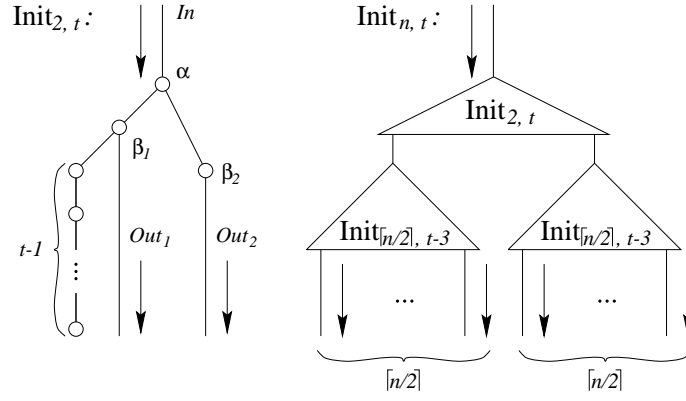 Init2, t: In
α
β1
β2
t-1
⋮
Out1 Out2
Initn, t:
Init2, t
Init⌈n/2⌉, t-3 Init⌈n/2⌉, t-3
... ...
⌈n/2⌉ ⌈n/2⌉